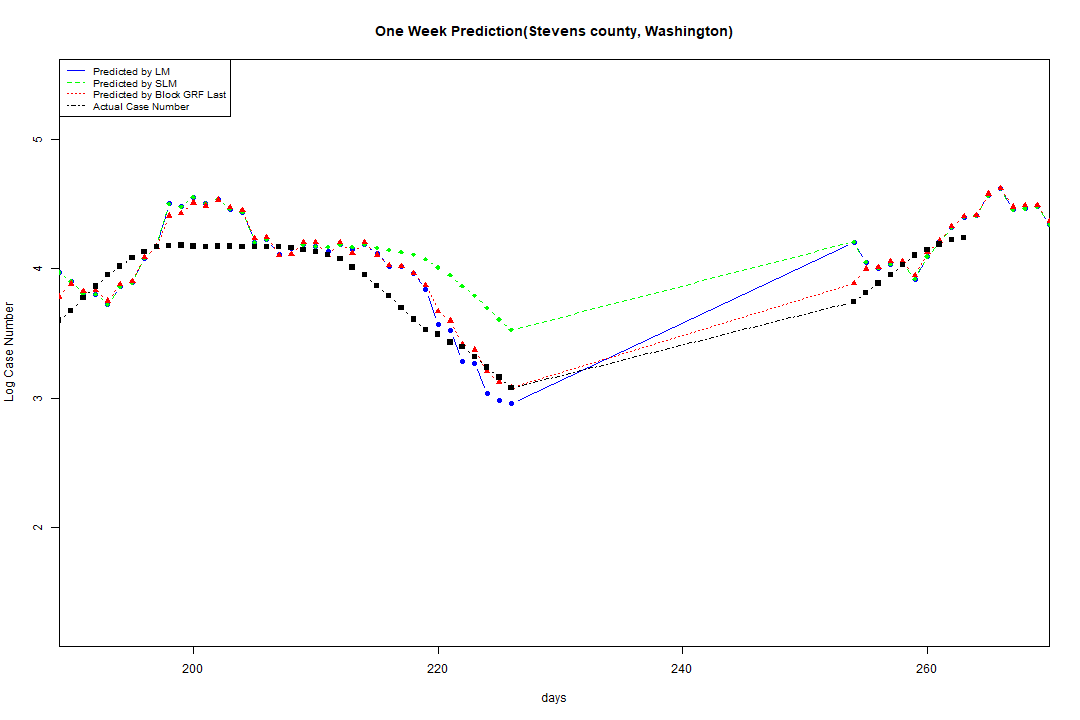 One Week Prediction(Stevens county, Washington)
Predicted by LM
Predicted by SLM
Predicted by Block GRF Last
Actual Case Number
5
4
3
2
Log Case Number
200
220
240
260
days